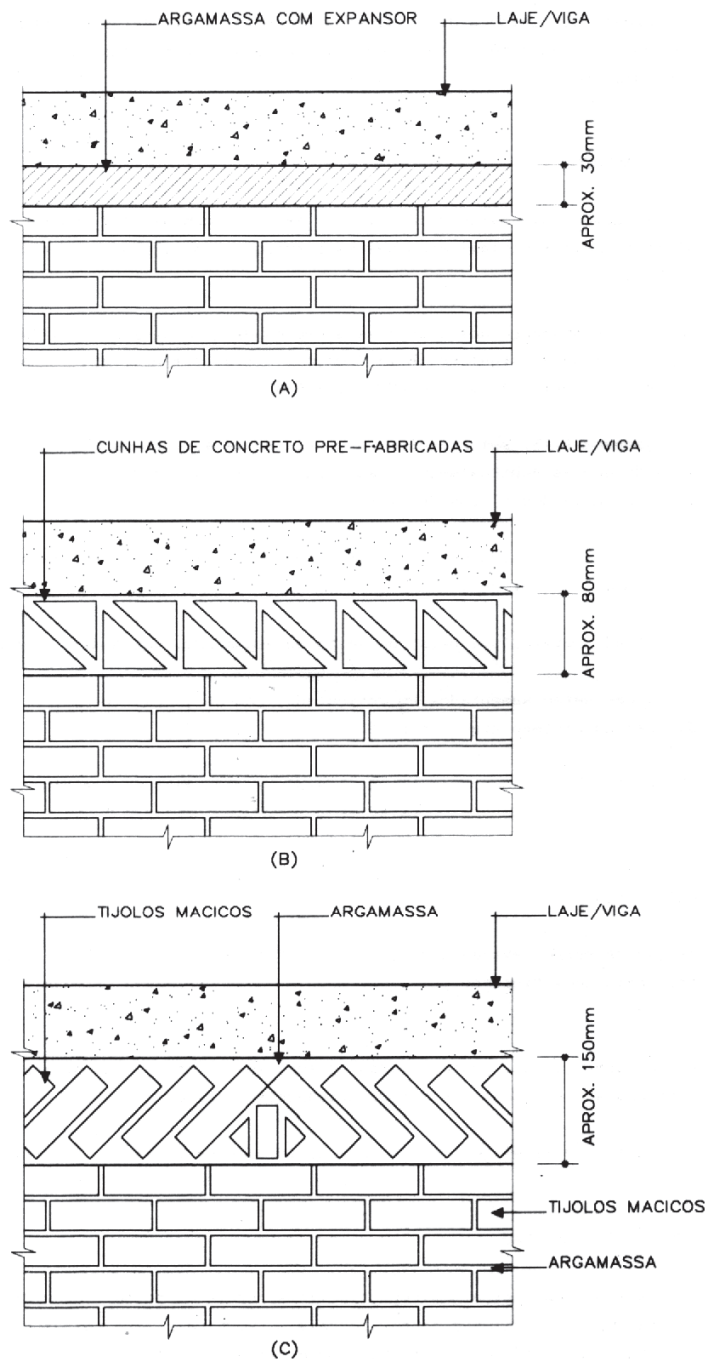 ARGAMASSA COM EXPANSOR
LAJE/VIGA
APROX. 30mm
(A)
CUNHAS DE CONCRETO PRE-FABRICADAS
LAJE/VIGA
APROX. 80mm
(B)
TIJOLOS MACICOS
ARGAMASSA
LAJE/VIGA
APROX. 150mm
TIJOLOS MACICOS
ARGAMASSA
(C)